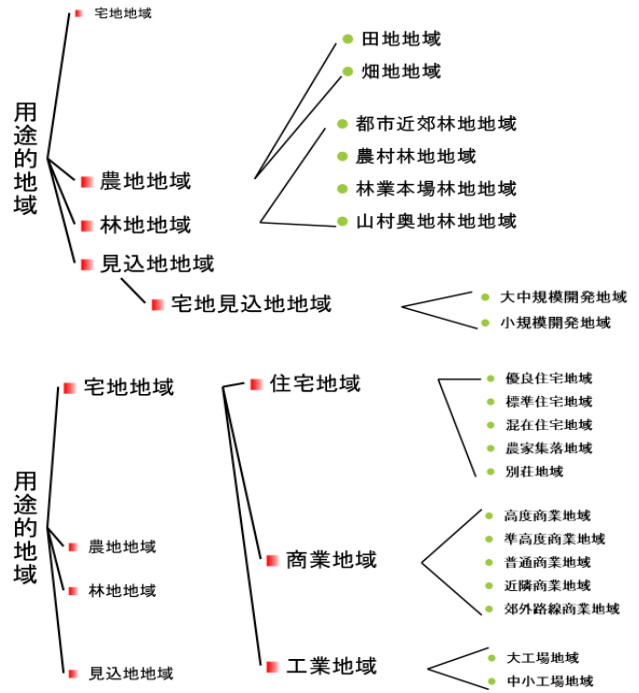 用途的地域
宅地地域
農地地域
田地地域
畑地地域
林地地域
都市近郊林地地域
農村林地地域
林業本場林地地域
山村奥地林地地域
見込地地域
宅地見込地地域
大中規模開発地域
小規模開発地域
用途的地域
宅地地域
住宅地域
優良住宅地域
標準住宅地域
混在住宅地域
農家集落地域
別荘地域
商業地域
高度商業地域
準高度商業地域
普通商業地域
近隣商業地域
郊外路線商業地域
工業地域
大工場地域
中小工場地域
農地地域
林地地域
見込地地域